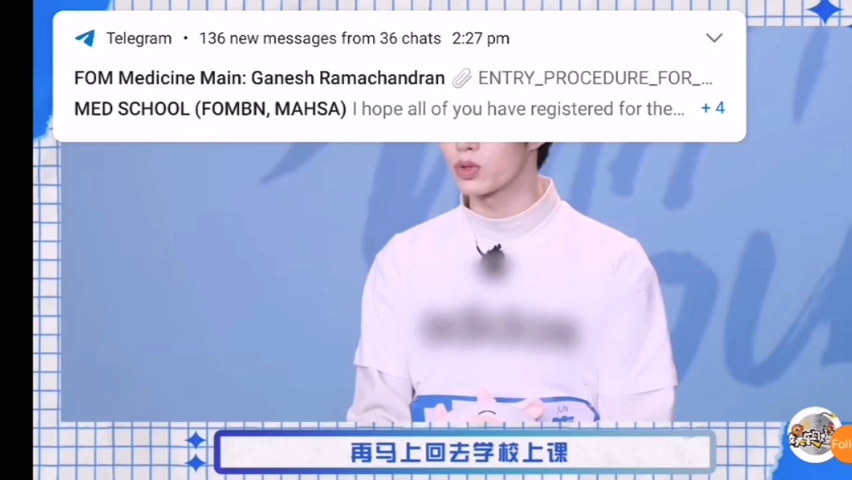 Telegram • 136 new messages from 36 chats 2:27 pm
FOM Medicine Main: Ganesh Ramachandran ENTRY_PROCEDURE_FOR_...
MED SCHOOL (FOMBN, MAHSA) I hope all of you have registered for the... + 4
JUN
再马上回去学校上课
Foll